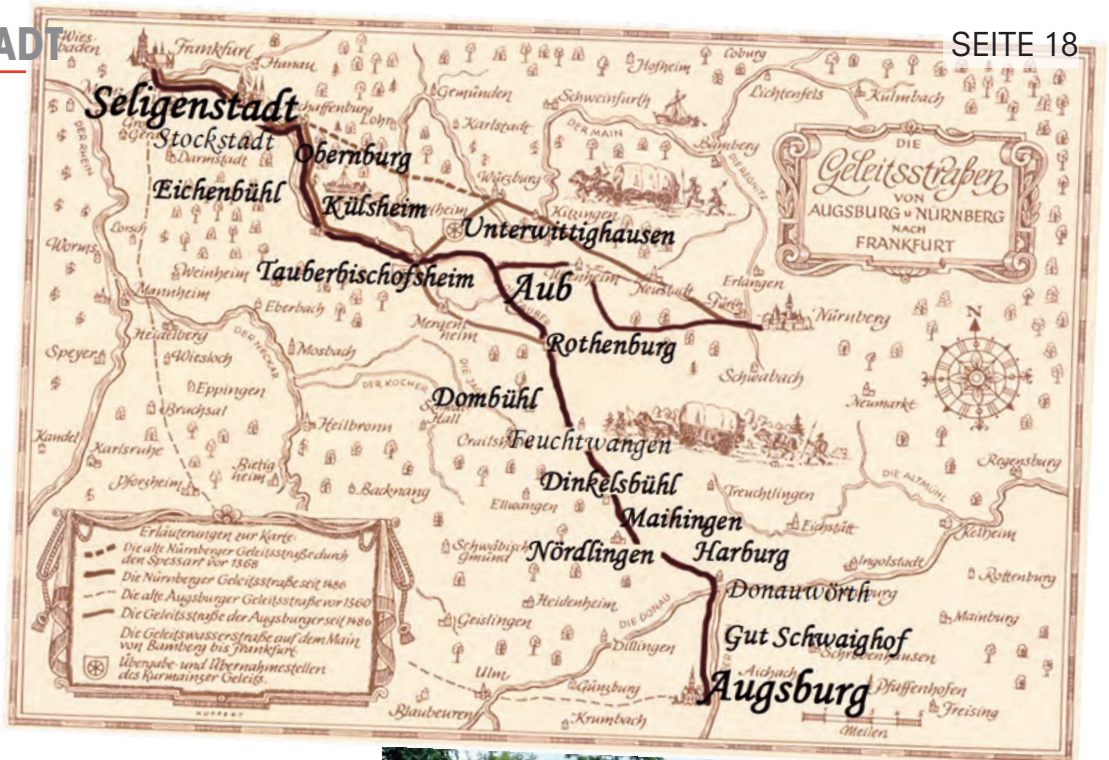 ADT
SEITE 18
Wiesbaden
Frankfurt
Hanau
Coburg
Hofheim
Lichtenfels
Kulmbach
Gemünden
Schweinfurth
Seligenstadt
Lohr
Karlstadt
DER MAIN
Bamberg
DER RHEIN
Stockstadt
Darmstadt
Obernburg
Würzburg
DIE REGNITZ
DIE
Geleitsstraßen
VON
AUGSBURG u NÜRNBERG
NACH
FRANKFURT
Eichenbühl
Külsheim
Kitzingen
Unterwittighausen
Lorsch
Worms
Weinheim
Tauberbischofsheim
Aub
Neustadt
Erlangen
Fürth
Mannheim
Eberbach
TAUBER
Nürnberg
Heidelberg
DER NECKAR
Mergentheim
Rothenburg
Speyer
Wiesloch
Mosbach
Schwabach
N
Eppingen
DER KOCHER
Dombühl
Neumarkt
Bruchsal
Hall
Kandel
Heilbronn
Feuchtwangen
Karlsruhe
Regensburg
Pforzheim
Bietigheim
Backnang
Dinkelsbühl
Treuchtlingen
DIE ALTMÜHL
Ellwangen
Maihingen
Eichstätt
Kelheim
Schwäbisch
Gmünd
Nördlingen
Harburg
Ingolstadt
Rottenburg
Donauwörth
Heidenheim
Geislingen
DIE DONAU
Mainburg
Dillingen
Gut Schwaighof
Schrobenhausen
Ulm
Günzburg
Aichach
Augsburg
Pfaffenhofen
Freising
Blaubeuren
Krumbach
Meilen
Erläuterungen zur Karte:
Die alte Nürnberger Geleitsstraße durch
den Spessart vor 1368
Die Nürnberger Geleitsstraße seit 1486
Die alte Augsburger Geleitsstraße vor 1560
Die Geleitsstraße der Augsburger seit 1486
Die Geleitswasserstraße auf dem Main
von Bamberg bis Frankfurt.
Übergabe- und Übernahmestellen
des Kurmainzer Geleits.